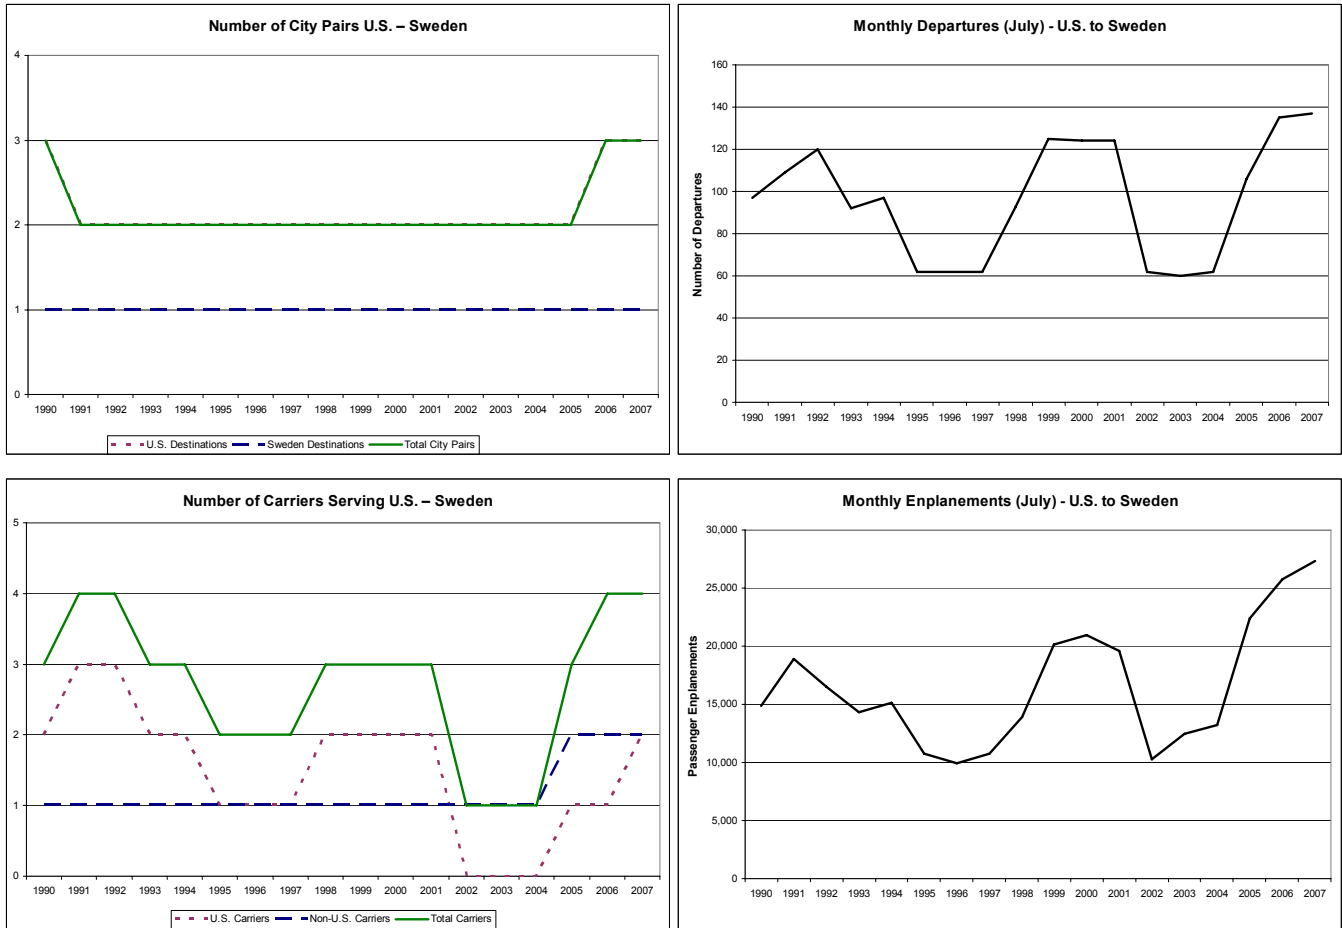 Number of City Pairs U.S. – Sweden
4
3
2
1
0
1990 1991 1992 1993 1994 1995 1996 1997 1998 1999 2000 2001 2002 2003 2004 2005 2006 2007
U.S. Destinations Sweden Destinations Total City Pairs
Monthly Departures (July) - U.S. to Sweden
Number of Departures
160
140
120
100
80
60
40
20
0
1990 1991 1992 1993 1994 1995 1996 1997 1998 1999 2000 2001 2002 2003 2004 2005 2006 2007
Number of Carriers Serving U.S. – Sweden
5
4
3
2
1
0
1990 1991 1992 1993 1994 1995 1996 1997 1998 1999 2000 2001 2002 2003 2004 2005 2006 2007
U.S. Carriers Non-U.S. Carriers Total Carriers
Monthly Enplanements (July) - U.S. to Sweden
Passenger Enplanements
30,000
25,000
20,000
15,000
10,000
5,000
0
1990 1991 1992 1993 1994 1995 1996 1997 1998 1999 2000 2001 2002 2003 2004 2005 2006 2007